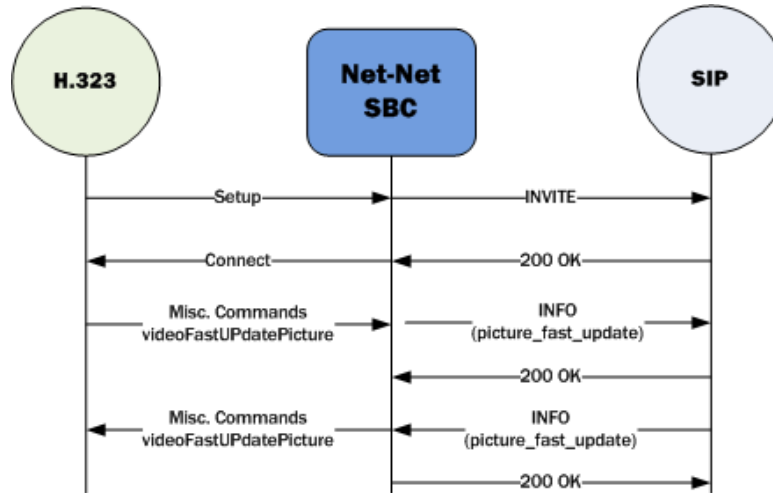 H.323
Net-Net
SBC
SIP
Setup
INVITE
Connect
200 OK
Misc. Commands
videoFastUPdatePicture
INFO
(picture_fast_update)
200 OK
Misc. Commands
videoFastUPdatePicture
INFO
(picture_fast_update)
200 OK